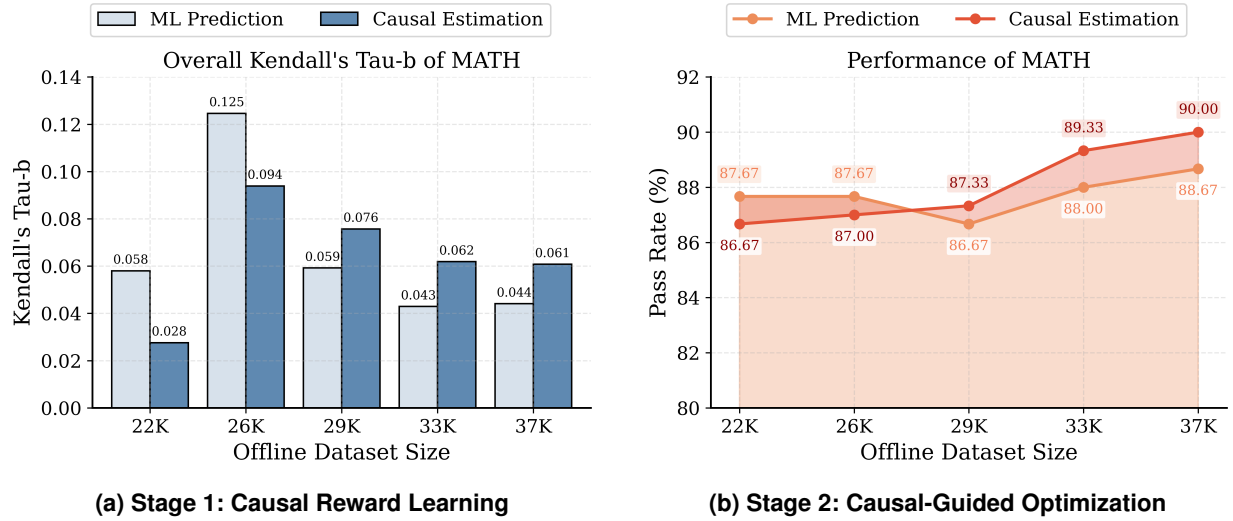 ML Prediction Causal Estimation
Overall Kendall's Tau-b of MATH
Kendall's Tau-b
0.14
0.12
0.10
0.08
0.06
0.04
0.02
0.00
0.058
0.028
0.125
0.094
0.059
0.076
0.043
0.062
0.044
0.061
22K 26K 29K 33K 37K
Offline Dataset Size
(a) Stage 1: Causal Reward Learning
ML Prediction Causal Estimation
Performance of MATH
Pass Rate (%)
92
90
88
86
84
82
80
87.67
86.67
87.67
87.00
87.33
86.67
89.33
88.00
90.00
88.67
22K 26K 29K 33K 37K
Offline Dataset Size
(b) Stage 2: Causal-Guided Optimization